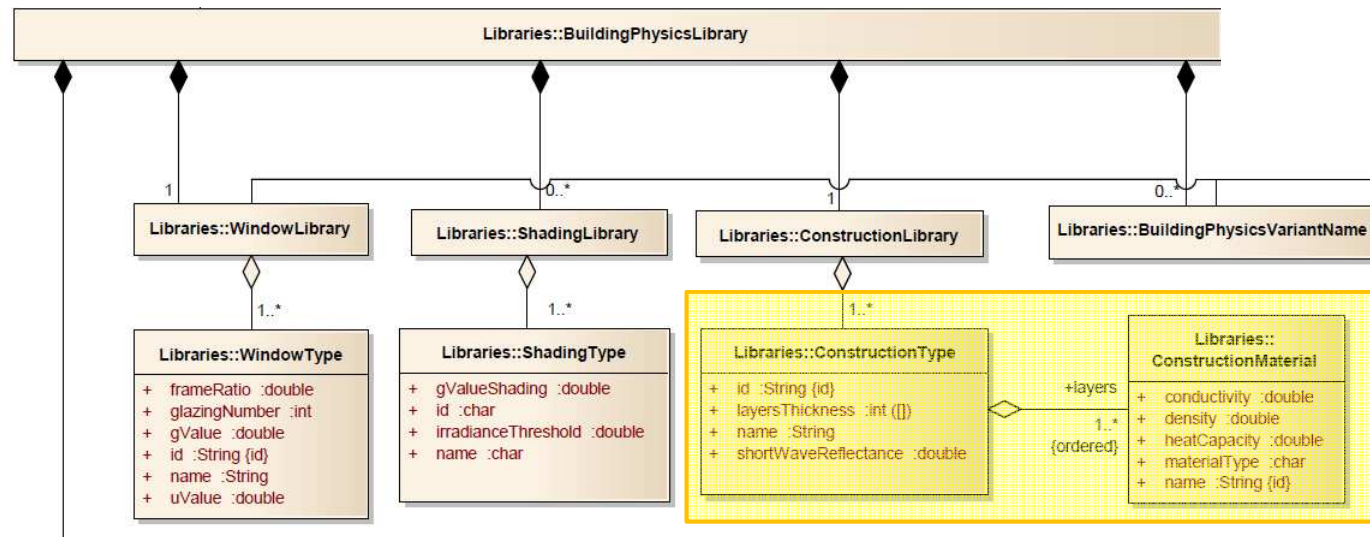 Libraries::BuildingPhysicsLibrary
1
0..*
1
0..*
Libraries::WindowLibrary
Libraries::ShadingLibrary
Libraries::ConstructionLibrary
Libraries::BuildingPhysicsVariantName
1..*
1..*
1..*
Libraries::WindowType
+ frameRatio :double
+ glazingNumber :int
+ gValue :double
+ id :String {id}
+ name :String
+ uValue :double
Libraries::ShadingType
+ gValueShading :double
+ id :char
+ irradianceThreshold :double
+ name :char
Libraries::ConstructionType
+ id :String {id}
+ layersThickness :int ([])
+ name :String
+ shortWaveReflectance :double
+layers
1..*
{ordered}
Libraries::
ConstructionMaterial
+ conductivity :double
+ density :double
+ heatCapacity :double
+ materialType :char
+ name :String {id}